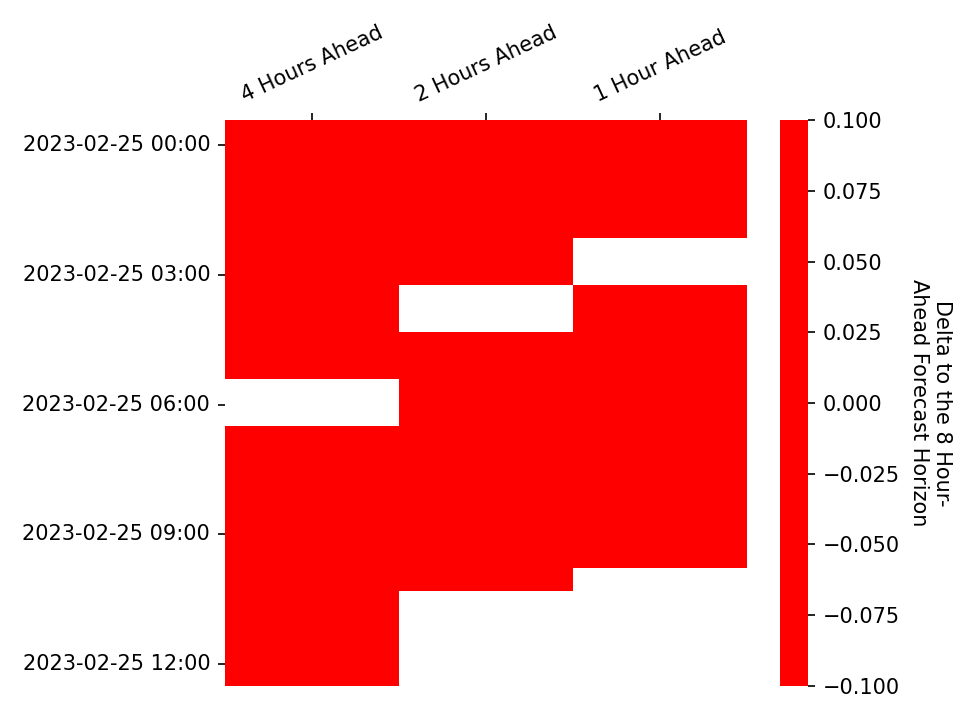 4 Hours Ahead
2 Hours Ahead
1 Hour Ahead
2023-02-25 00:00
2023-02-25 03:00
2023-02-25 06:00
2023-02-25 09:00
2023-02-25 12:00
0.100
0.075
0.050
0.025
0.000
−0.025
−0.050
−0.075
−0.100
Delta to the 8 Hour-
Ahead Forecast Horizon